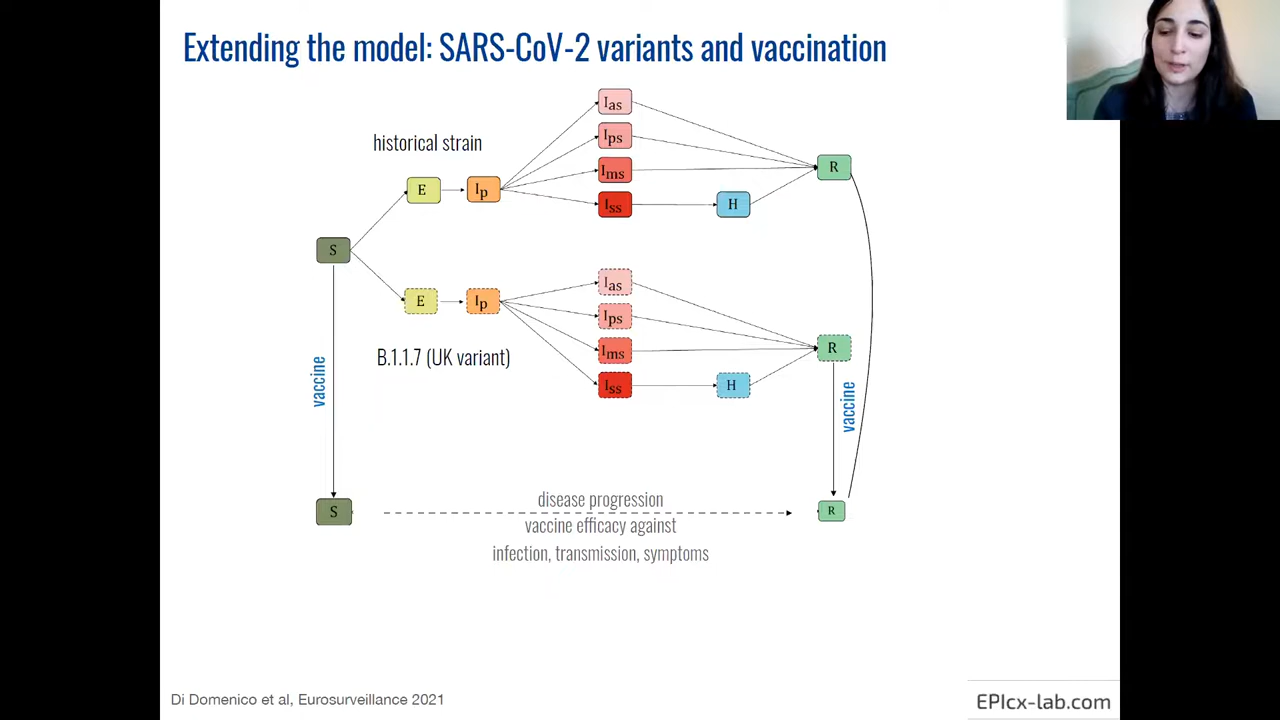 Extending the model: SARS-CoV-2 variants and vaccination
historical strain
E
Ip
Ias
Ips
Ims
Iss
H
R
S
E
Ip
Ias
Ips
Ims
Iss
H
R
B.1.1.7 (UK variant)
vaccine
vaccine
S
disease progression
vaccine efficacy against
infection, transmission, symptoms
R
Di Domenico et al, Eurosurveillance 2021
EPIcx-lab.com